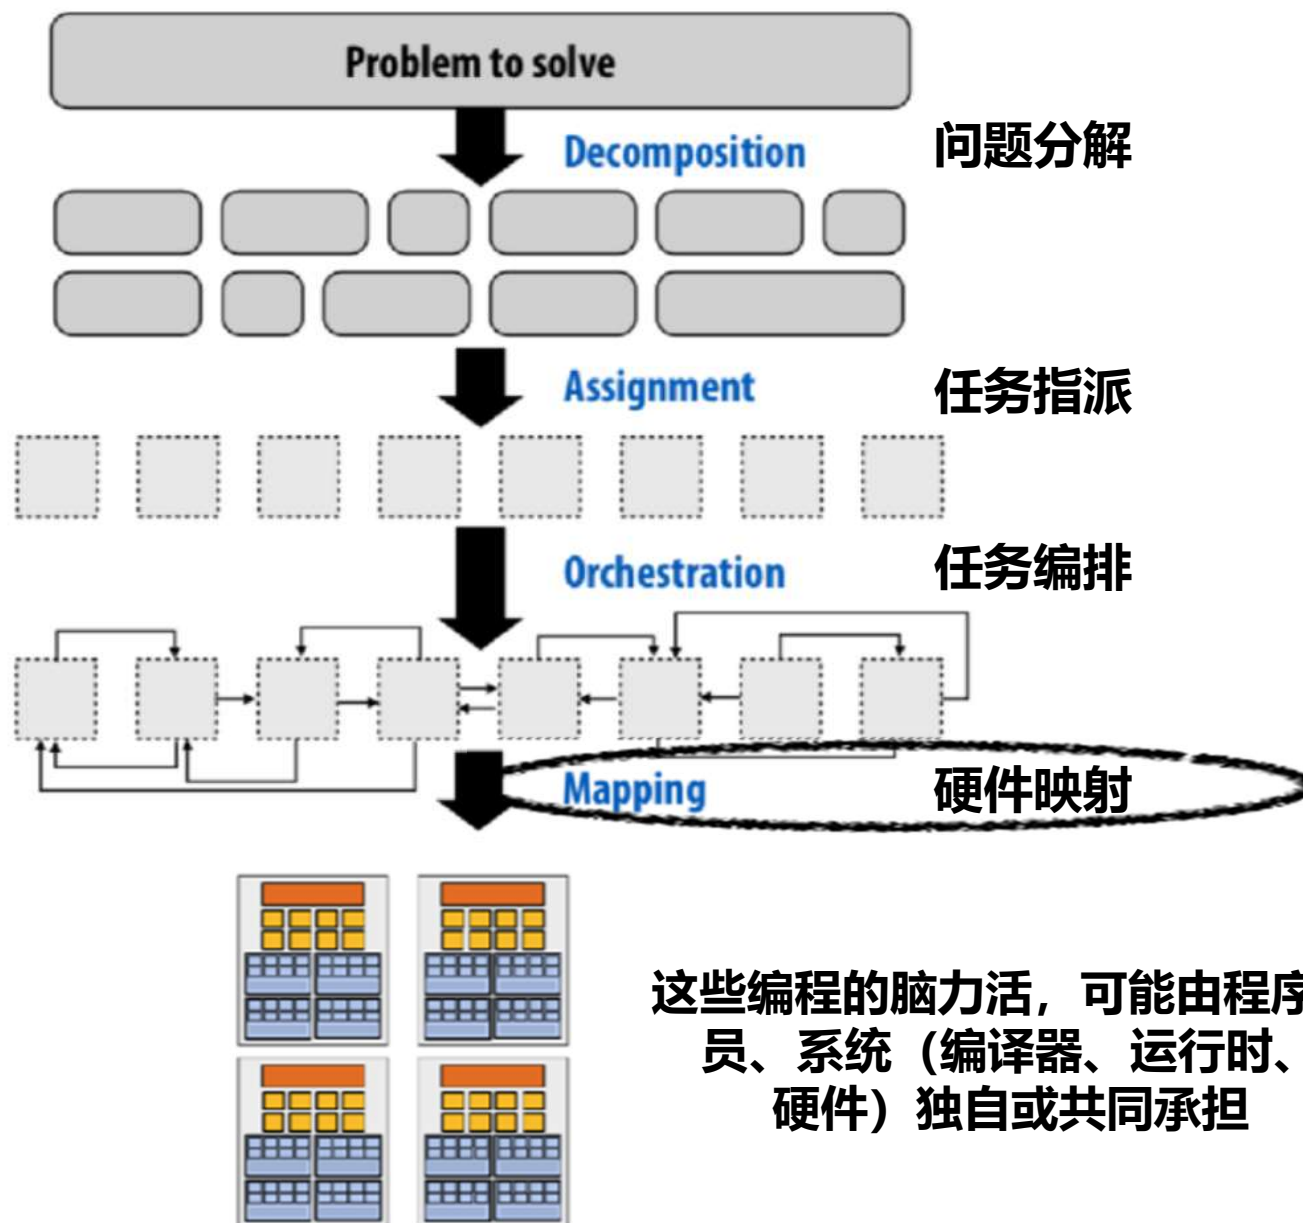 Problem to solve
Decomposition 问题分解
Assignment 任务指派
Orchestration 任务编排
Mapping 硬件映射
这些编程的脑力活，可能由程序
员、系统（编译器、运行时、
硬件）独自或共同承担